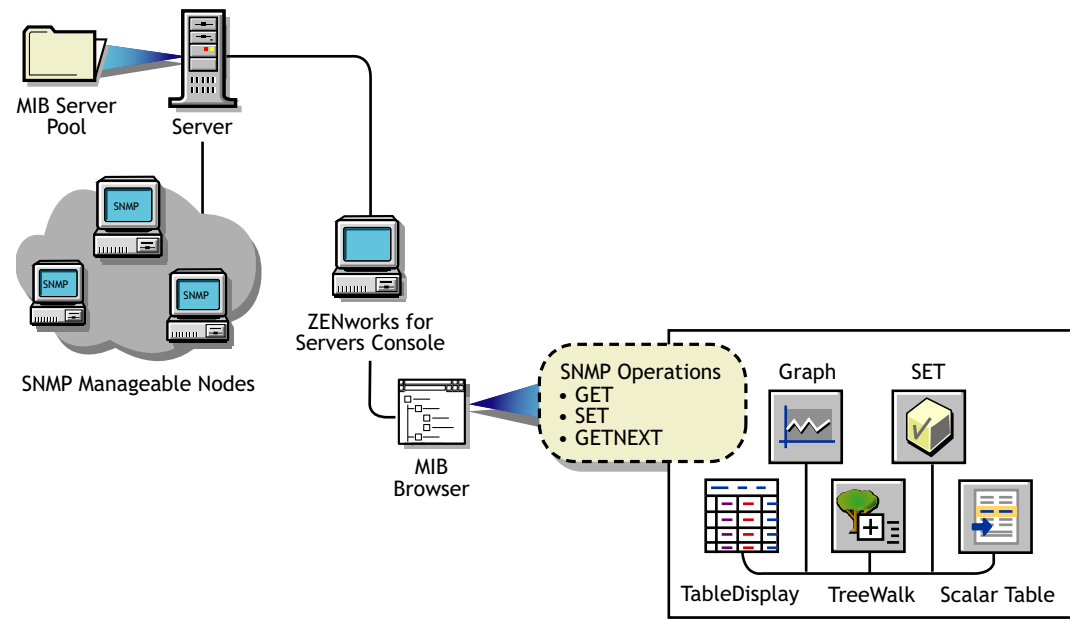 MIB Server
Pool
Server
SNMP
SNMP
SNMP
SNMP Manageable Nodes
ZENworks for
Servers Console
MIB
Browser
SNMP Operations
• GET
• SET
• GETNEXT
Graph
SET
TableDisplay
TreeWalk
Scalar Table